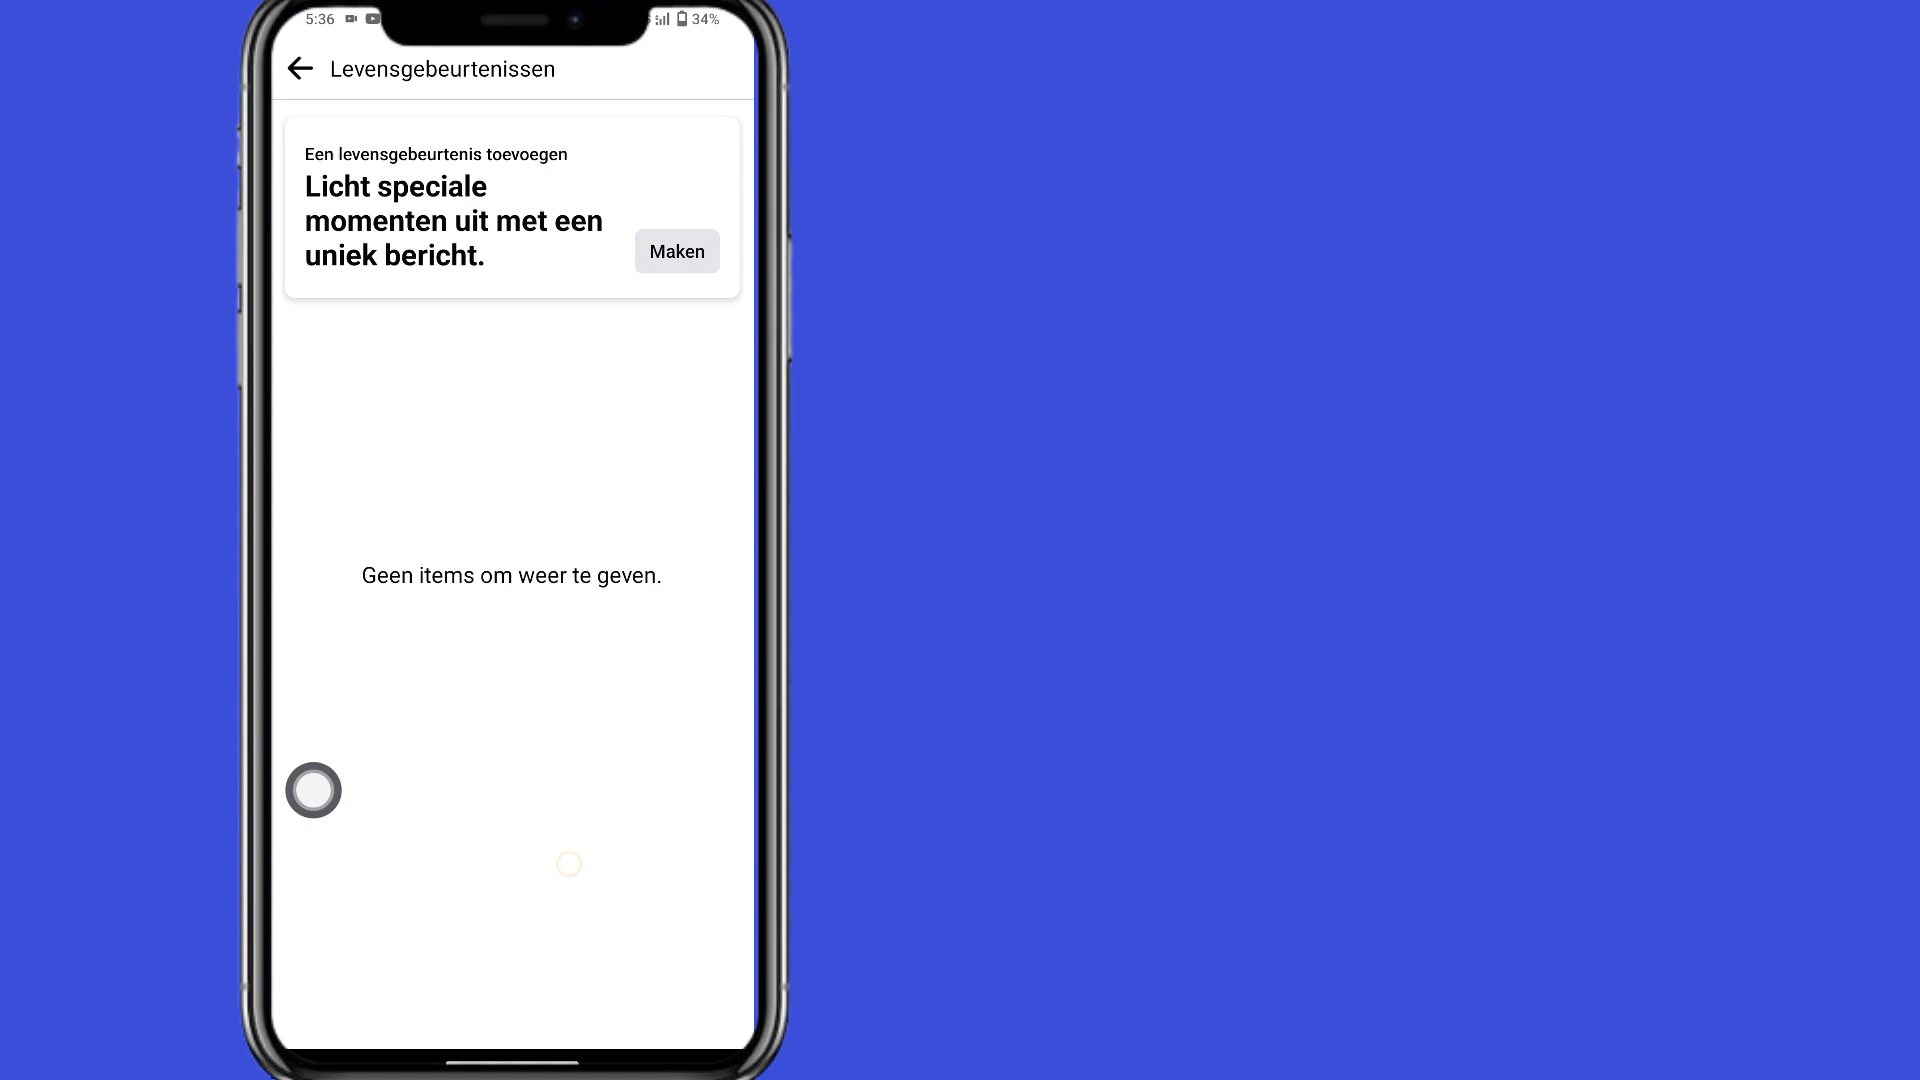 5:36
34%
Levensgebeurtenissen
Een levensgebeurtenis toevoegen
Licht speciale
momenten uit met een
uniek bericht.
Maken
Geen items om weer te geven.